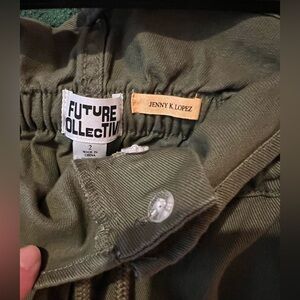 FUTURE
COLLECTIV
2
MADE IN
CHINA
JENNY K. LOPEZ